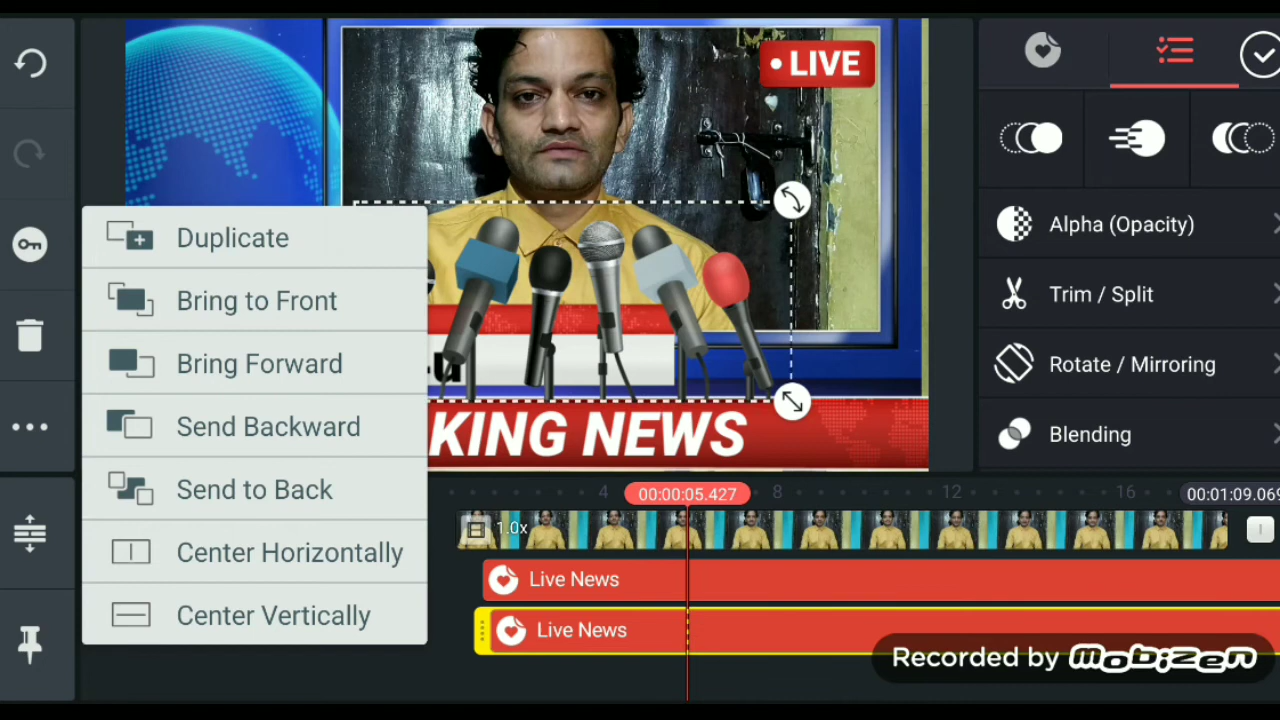 LIVE
Duplicate
Bring to Front
Bring Forward
Send Backward
Send to Back
Center Horizontally
Center Vertically
KING NEWS
Alpha (Opacity)
Trim / Split
Rotate / Mirroring
Blending
4
00:00:05.427
8
12
16
00:01:09.069
1.0x
Live News
Live News
Recorded by Mobizen